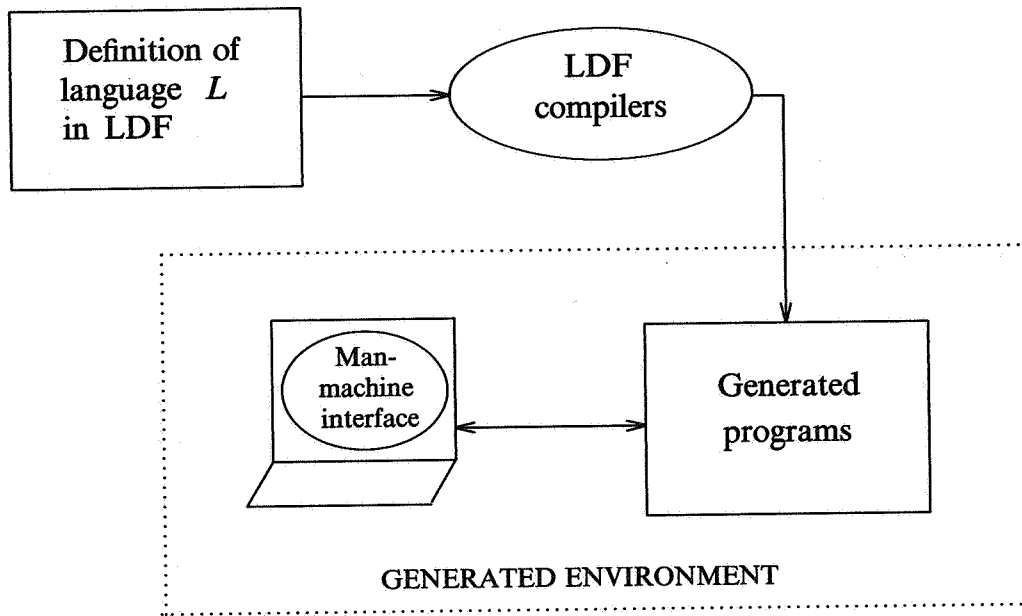 Definition of
language L
in LDF
LDF
compilers
Man-
machine
interface
Generated
programs
GENERATED ENVIRONMENT